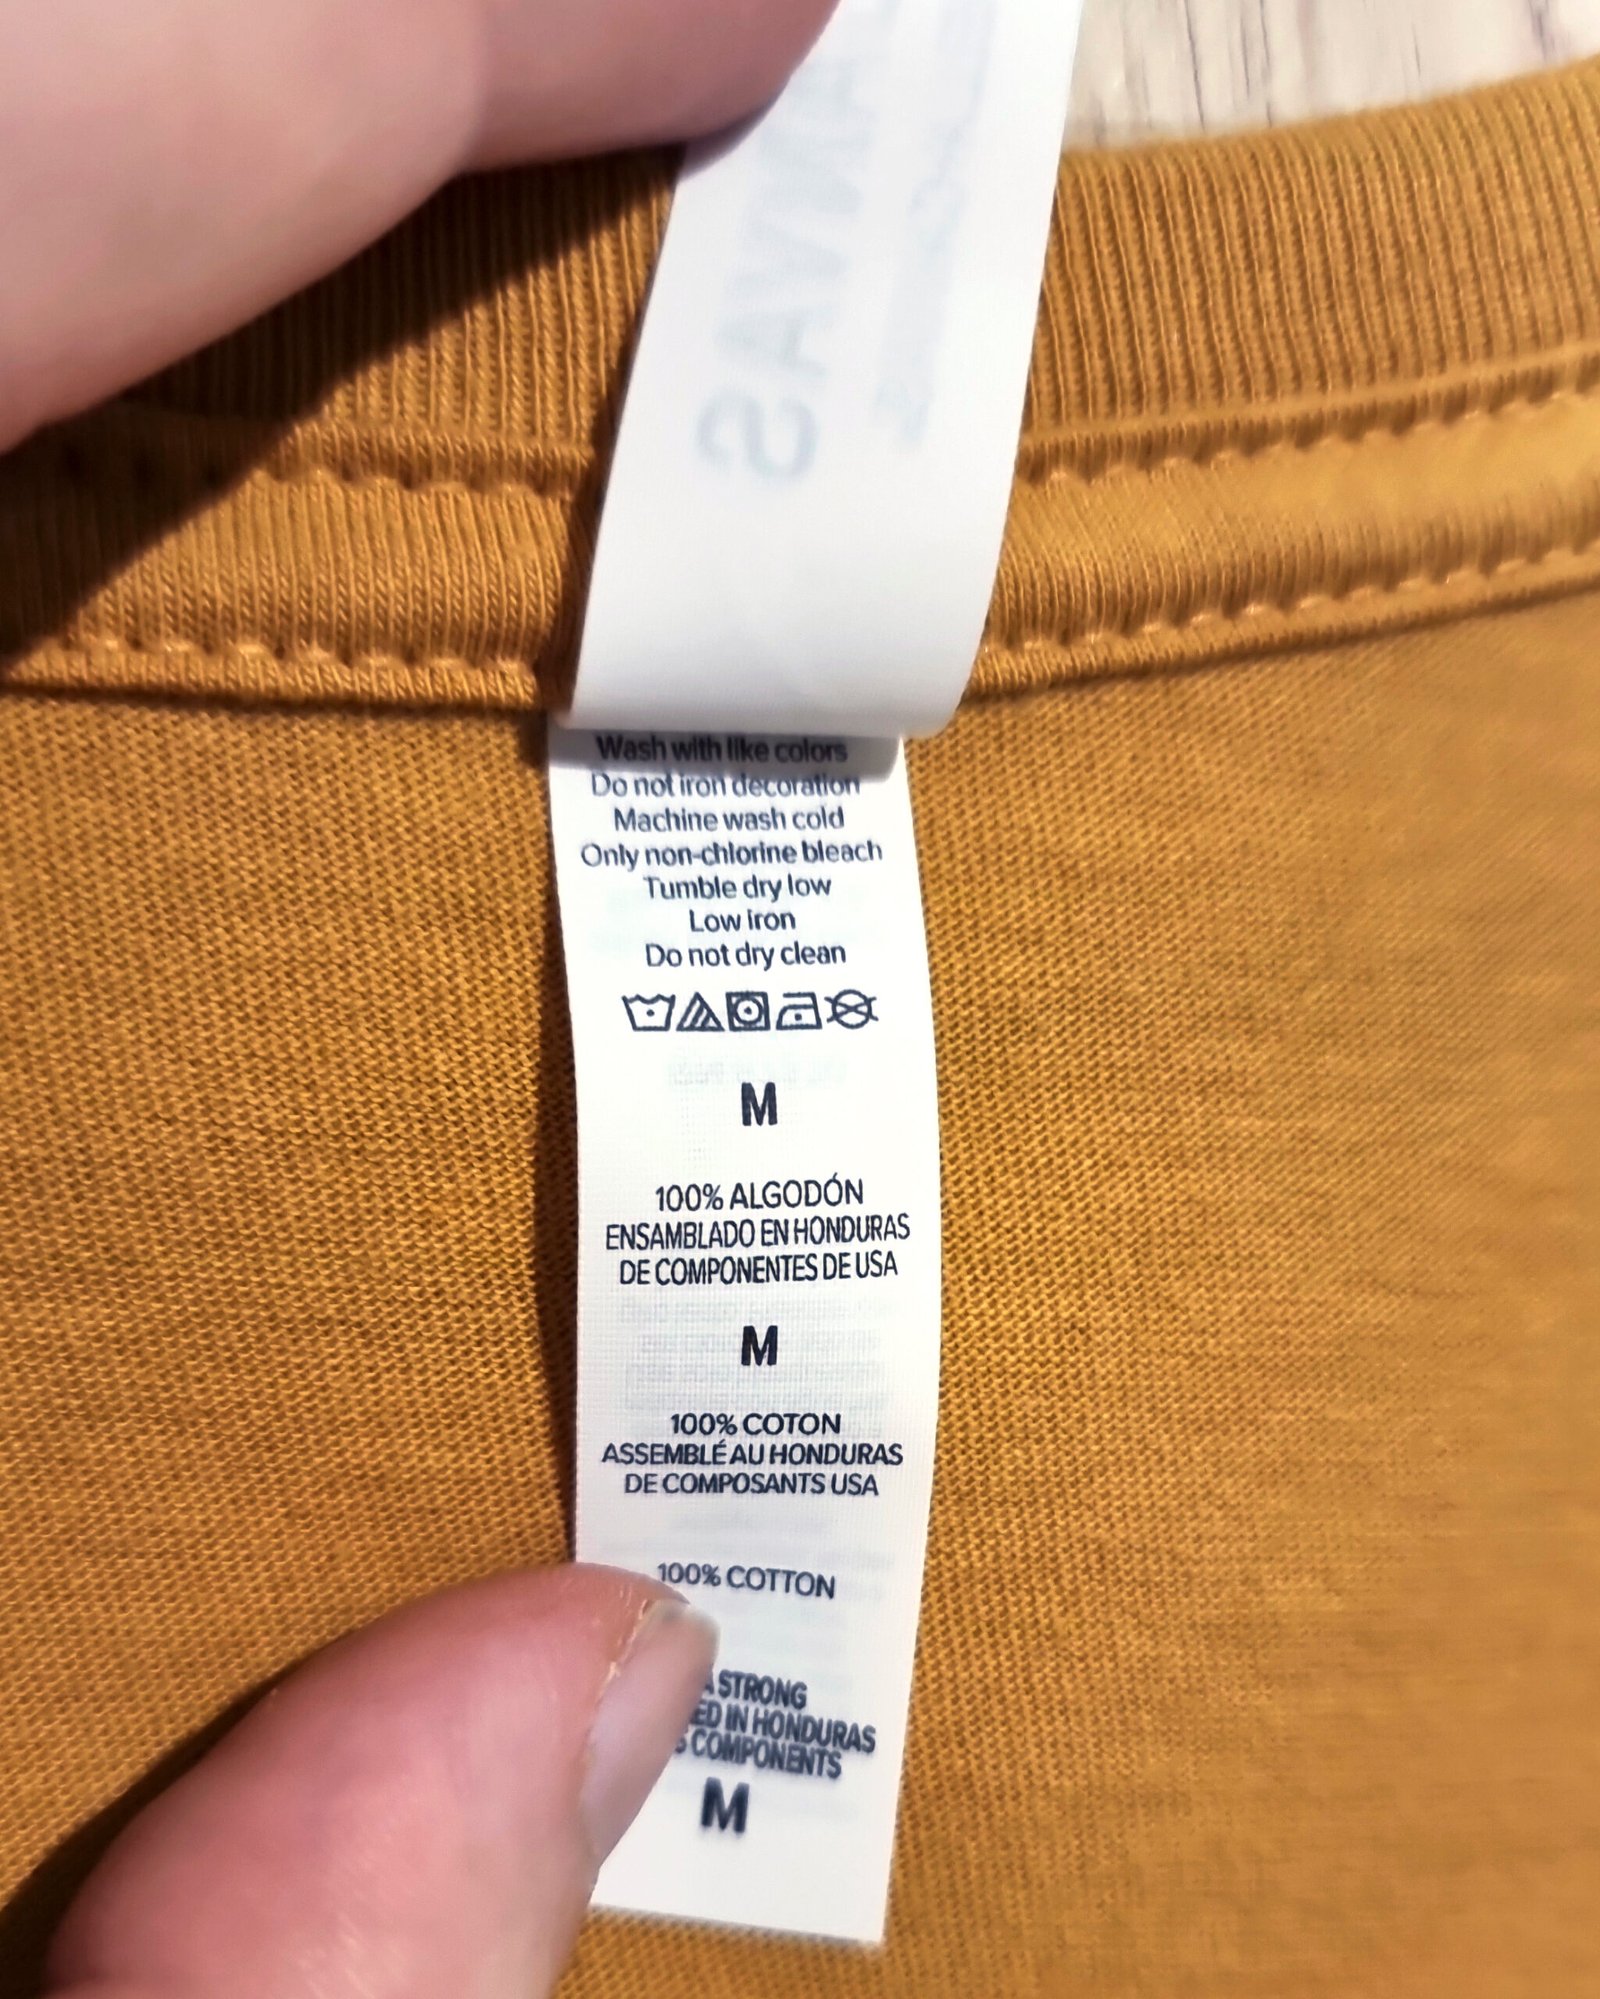 Wash with like colors
Do not iron decoration
Machine wash cold
Only non-chlorine bleach
Tumble dry low
Low iron
Do not dry clean
M
100% ALGODÓN
ENSAMBLADO EN HONDURAS
DE COMPONENTES DE USA
M
100% COTON
ASSEMBLÉ AU HONDURAS
DE COMPOSANTS USA
100% COTTON
STRONG
IN HONDURAS
COMPONENTS
M